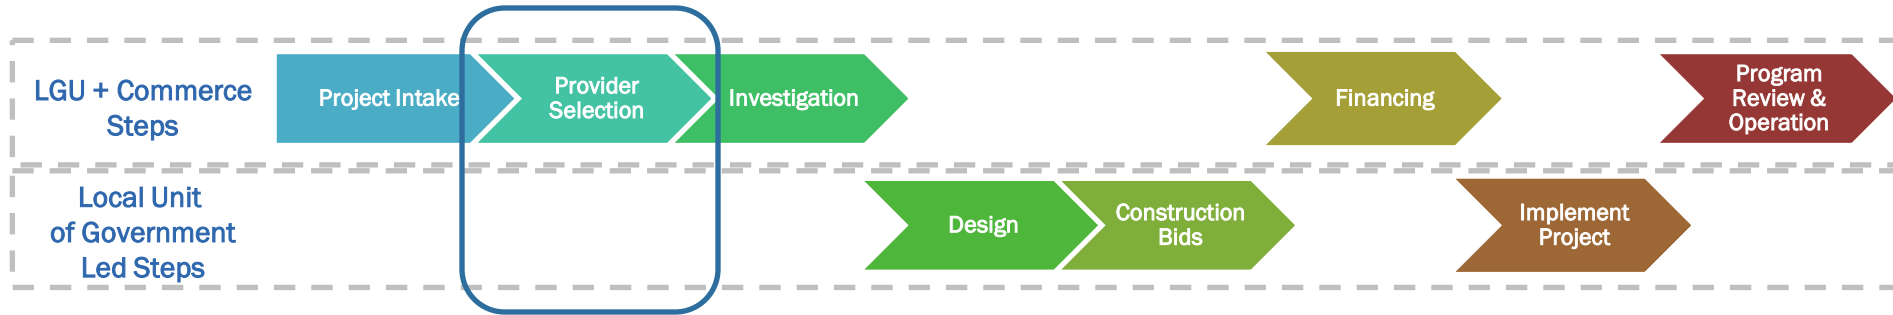 LGU + Commerce
Steps
Project Intake
Provider
Selection
Investigation
Financing
Program
Review &
Operation
Local Unit
of Government
Led Steps
Design
Construction
Bids
Implement
Project